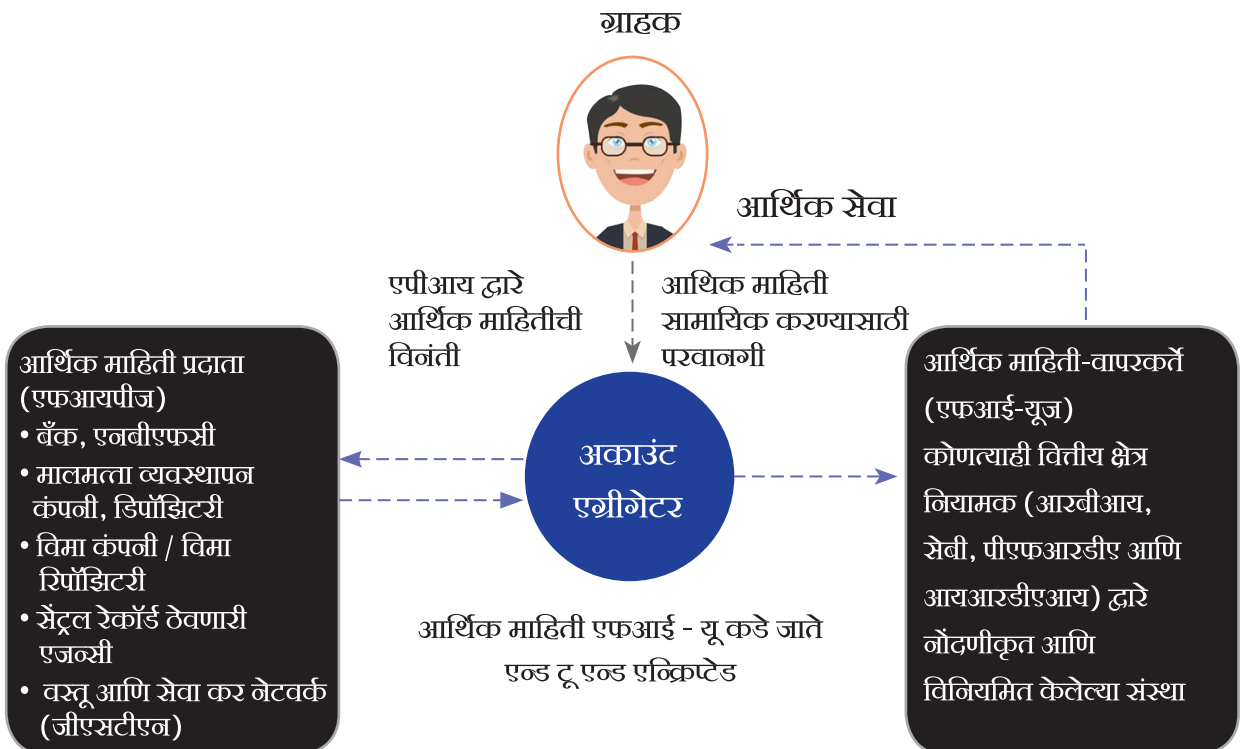 ग्राहक
आर्थिक सेवा
एपीआय द्वारे
आर्थिक माहितीची
विनंती
आथिक माहिती
सामायिक करण्यासाठी
परवानगी
आर्थिक माहिती प्रदाता
(एफआयपीज)
• बँक, एनबीएफसी
• मालमत्ता व्यवस्थापन
कंपनी, डिपॉझिटरी
• विमा कंपनी / विमा
रिपॉझिटरी
• सेंट्रल रेकॉर्ड ठेवणारी
एजन्सी
• वस्तू आणि सेवा कर नेटवर्क
(जीएसटीएन)
अकाउंट
एग्रीगेटर
आर्थिक माहिती एफआई - यू कडे जाते
एन्ड टू एन्ड एन्क्रिप्टेड
आर्थिक माहिती-वापरकर्ते
(एफआई-यूज)
कोणत्याही वित्तीय क्षेत्र
नियामक (आरबीआय,
सेबी, पीएफआरडीए आणि
आयआरडीएआय) द्वारे
नोंदणीकृत आणि
विनियमित केलेल्या संस्था